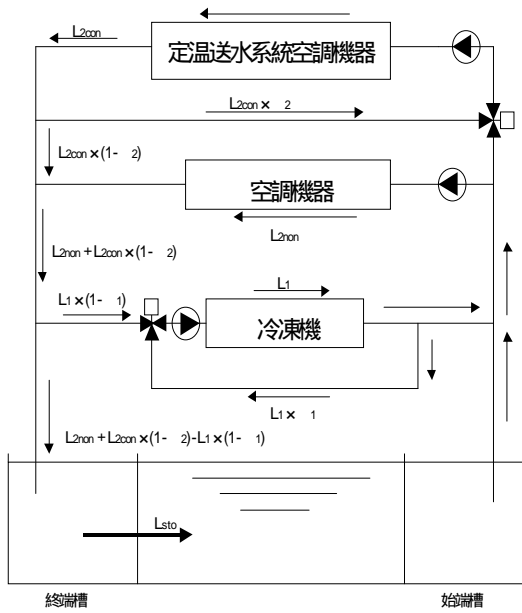 L2con
定温送水系統空調機器
L2con × 2
L2con × (1- 2)
空調機器
L2non
L2non + L2con × (1- 2)
L1 × (1- 1)
L1
冷凍機
L1 × 1
L2non + L2con × (1- 2)-L1 × (1- 1)
Lsto
終端槽
始端槽